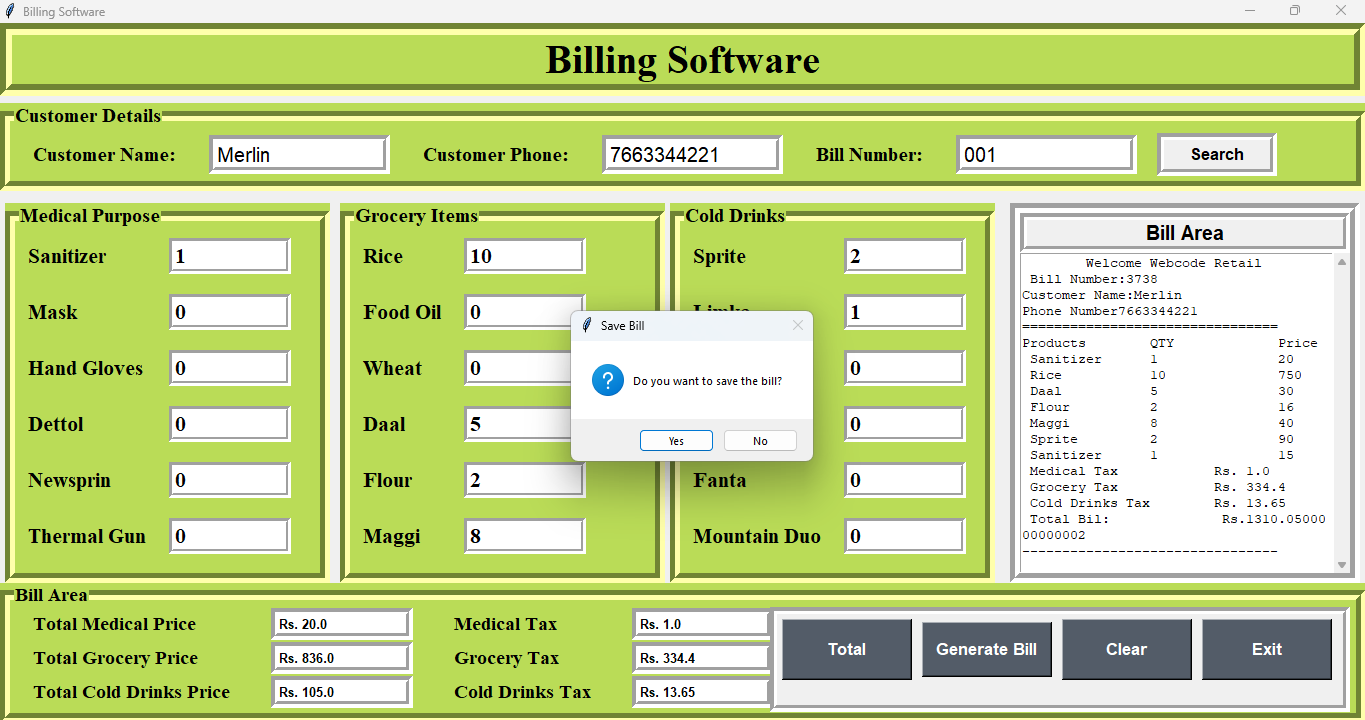 Billing Software
Billing Software
Customer Details
Customer Name: Merlin Customer Phone: 7663344221 Bill Number: 001 Search
Medical Purpose
Sanitizer 1
Mask 0
Hand Gloves 0
Dettol 0
Newsprin 0
Thermal Gun 0
Grocery Items
Rice 10
Food Oil 0
Wheat 0
Daal 5
Flour 2
Maggi 8
Cold Drinks
Sprite 2
1
0
0
Fanta 0
Mountain Duo 0
Save Bill
Do you want to save the bill?
Yes No
Bill Area
Welcome Webcode Retail
Bill Number:3738
Customer Name:Merlin
Phone Number7663344221
================================
Products QTY Price
Sanitizer 1 20
Rice 10 750
Daal 5 30
Flour 2 16
Maggi 8 40
Sprite 2 90
Sanitizer 1 15
Medical Tax Rs. 1.0
Grocery Tax Rs. 334.4
Cold Drinks Tax Rs. 13.65
Total Bil: Rs.1310.05000
00000002
--------------------------------
Bill Area
Total Medical Price Rs. 20.0 Medical Tax Rs. 1.0
Total Grocery Price Rs. 836.0 Grocery Tax Rs. 334.4
Total Cold Drinks Price Rs. 105.0 Cold Drinks Tax Rs. 13.65
Total Generate Bill Clear Exit